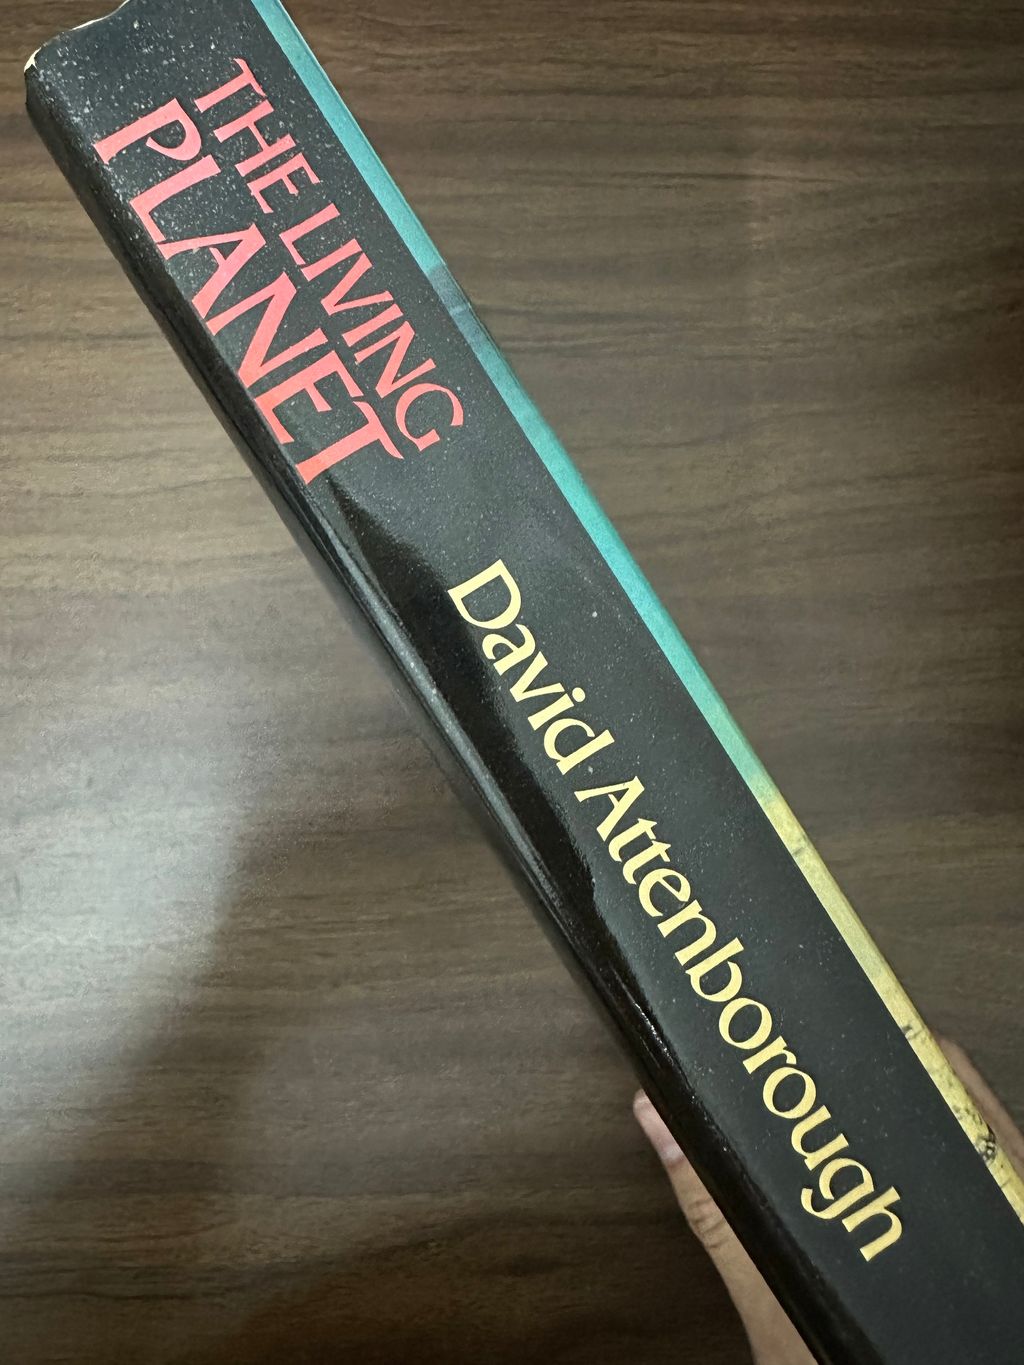 THE LIVING
PLANET
David Attenborough